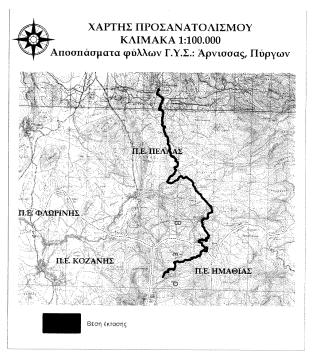 ΧΑΡΤΗΣ ΠΡΟΣΑΝΑΤΟΛΙΣΜΟΥ
ΚΛΙΜΑΚΑ 1:100.000
Αποσπάσματα φύλλων Γ.Υ.Σ.: Άρνισσας, Πύργων
Π.Ε. ΠΕΛΛΑΣ
Π.Ε. ΦΛΩΡΙΝΗΣ
Π.Ε. ΚΟΖΑΝΗΣ
Π.Ε. ΗΜΑΘΙΑΣ
Θέση έκτασης